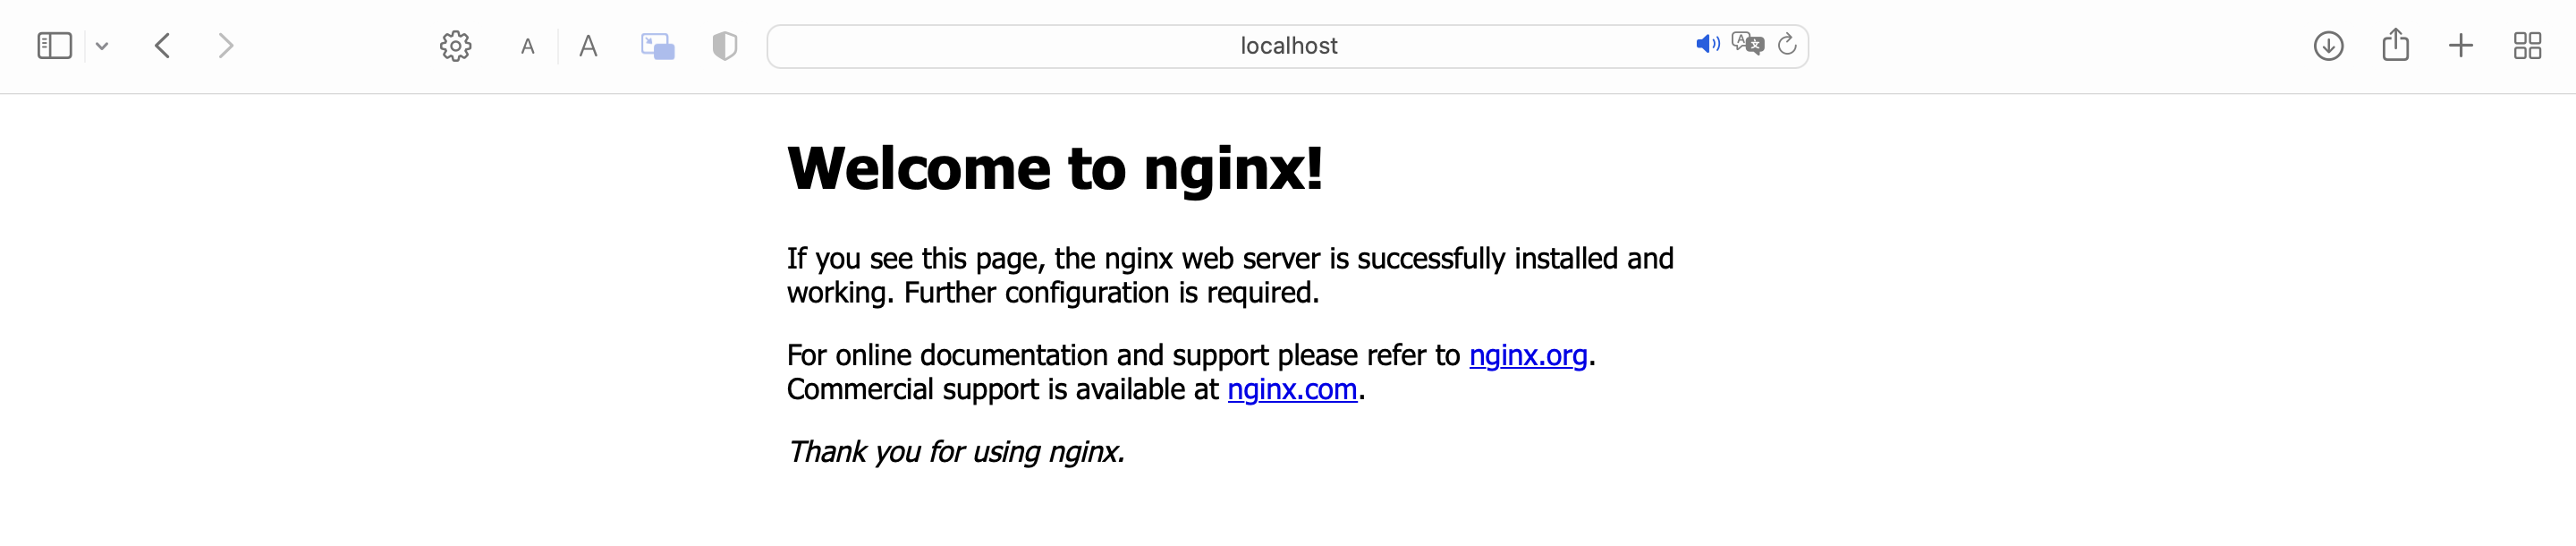 A A localhost
Welcome to nginx!
If you see this page, the nginx web server is successfully installed and
working. Further configuration is required.
For online documentation and support please refer to nginx.org.
Commercial support is available at nginx.com.
Thank you for using nginx.